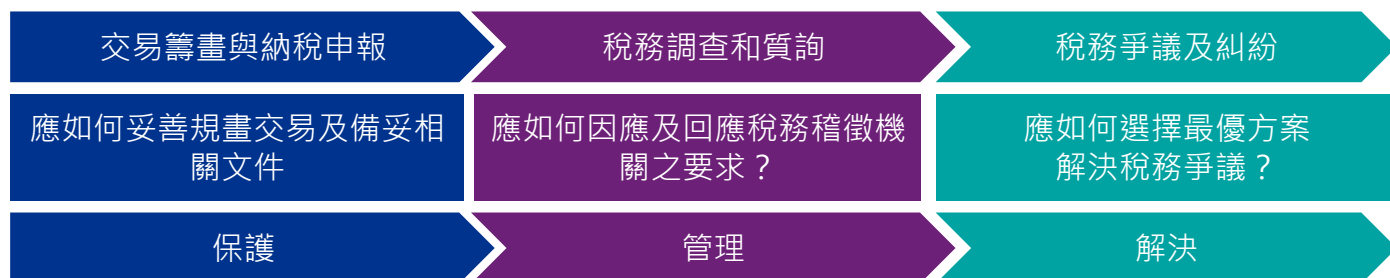 交易籌畫與納稅申報
稅務調查和質詢
稅務爭議及糾紛
應如何妥善規畫交易及備妥相
關文件
應如何因應及回應稅務稽徵機
關之要求？
應如何選擇最優方案
解決稅務爭議？
保護
管理
解決